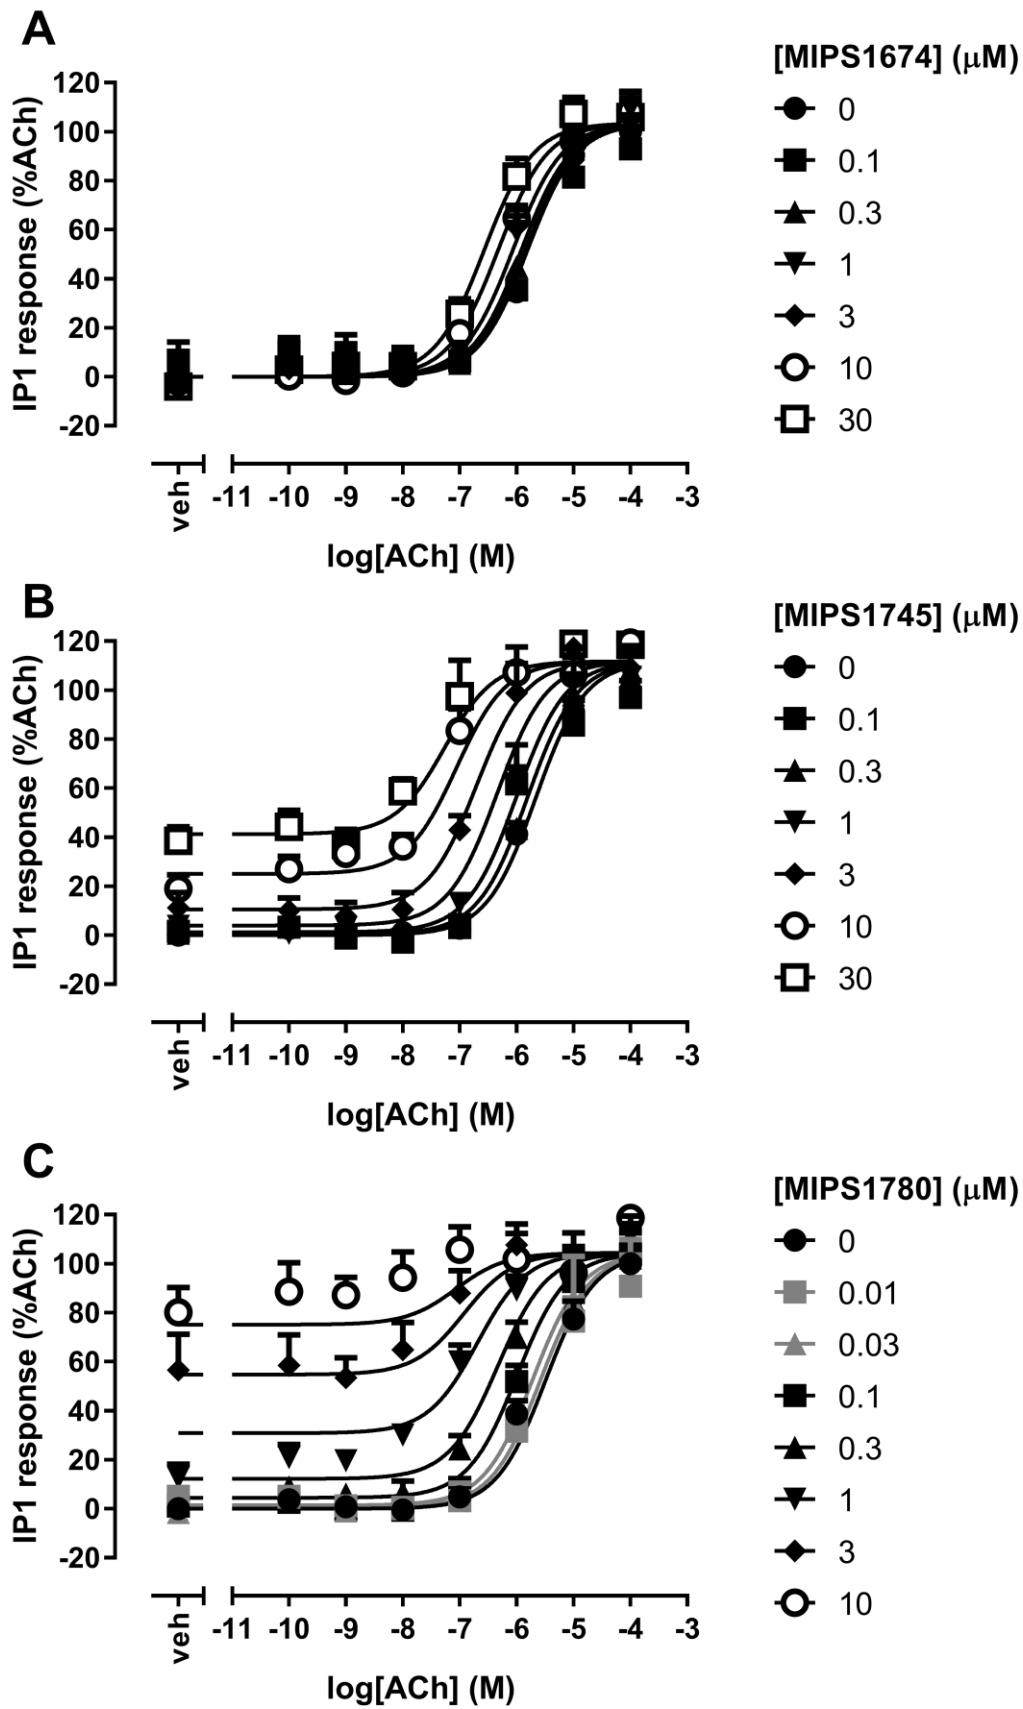 A
[MIPS1674] (μM)
IP1 response (%ACh)
120
100
80
60
40
20
0
-20
0
0.1
0.3
1
3
10
30
veh
-11 -10 -9 -8 -7 -6 -5 -4 -3
log[ACh] (M)
B
[MIPS1745] (μM)
IP1 response (%ACh)
120
100
80
60
40
20
0
-20
0
0.1
0.3
1
3
10
30
veh
-11 -10 -9 -8 -7 -6 -5 -4 -3
log[ACh] (M)
C
[MIPS1780] (μM)
IP1 response (%ACh)
120
100
80
60
40
20
0
-20
0
0.01
0.03
0.1
0.3
1
3
10
veh
-11 -10 -9 -8 -7 -6 -5 -4 -3
log[ACh] (M)